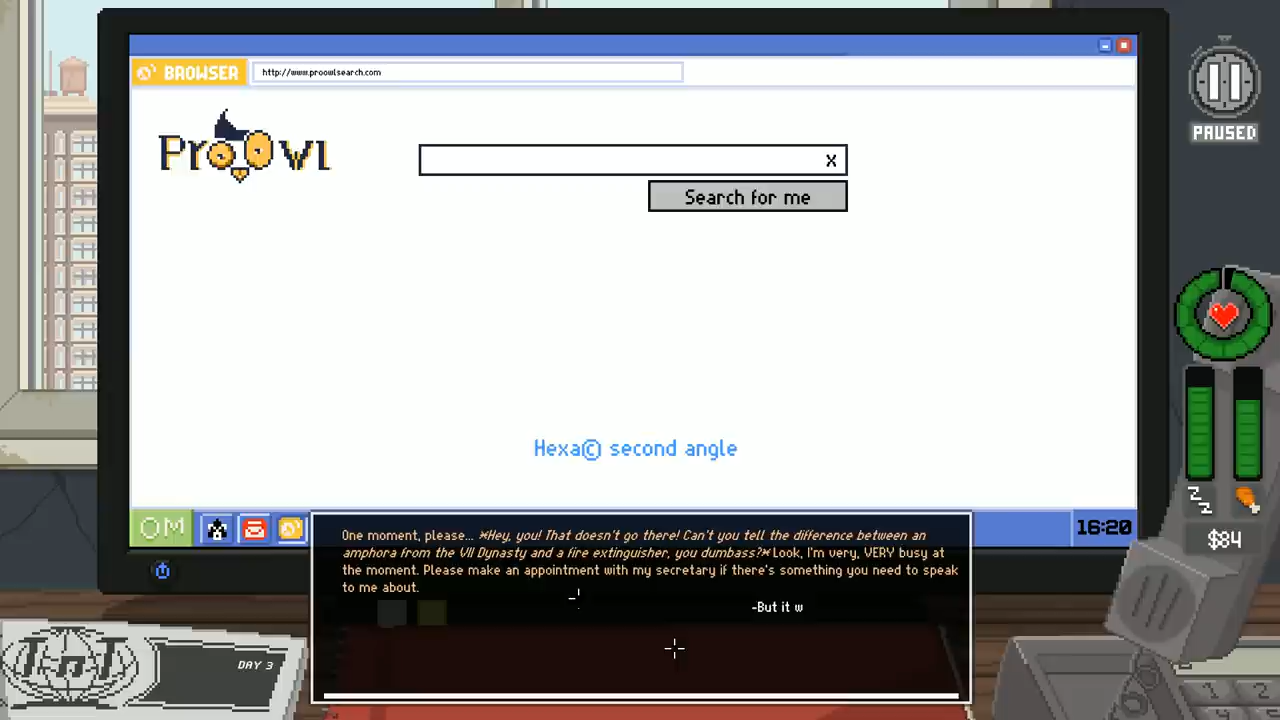 BROWSER
http://www.proowlsearch.com
PAUSED
PrOOwl
X
Search for me
Hexa© second angle
OM
16:20
$84
One moment, please... *Hey, you! That doesn't go there! Can't you tell the difference between an
amphora from the VII Dynasty and a fire extinguisher, you dumbass?* Look, I'm very, VERY busy at
the moment. Please make an appointment with my secretary if there's something you need to speak
to me about.
-But it w
TnT
DAY 3
1 2